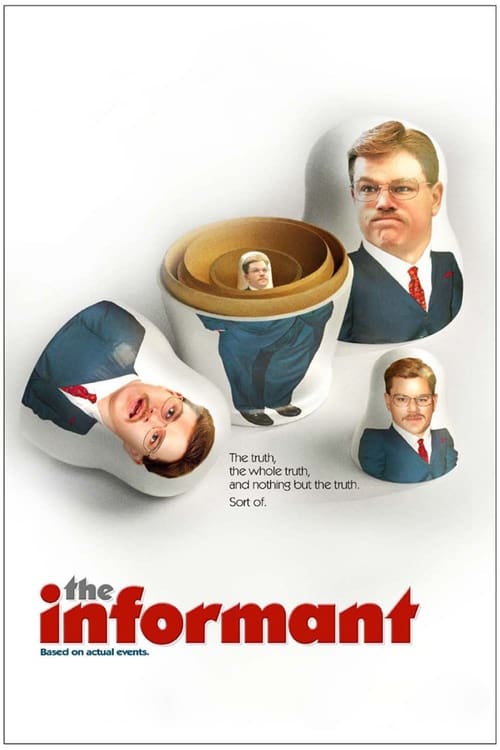 The truth,
the whole truth,
and nothing but the truth.
Sort of.
the
informant
Based on actual events.